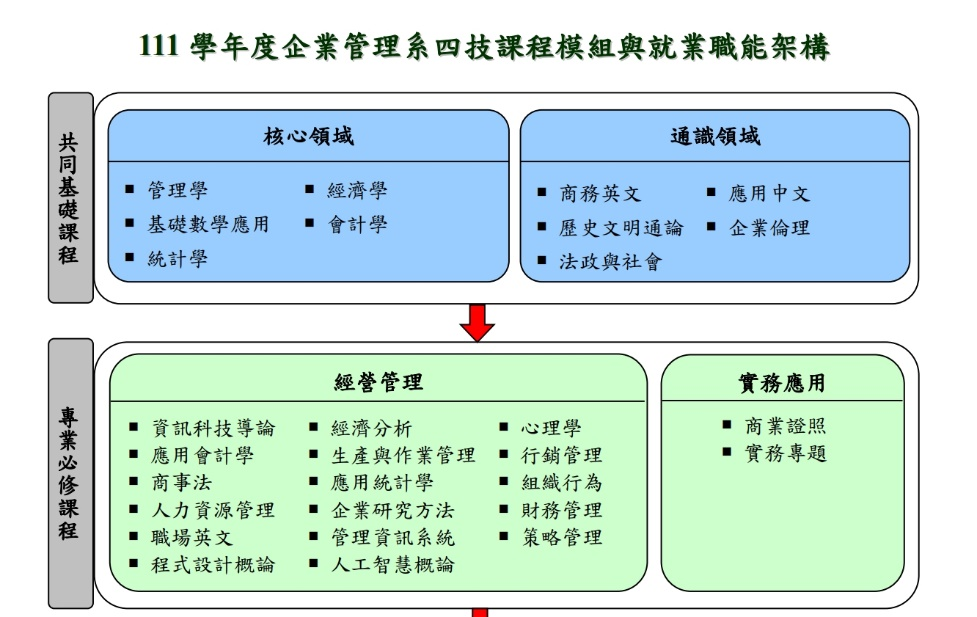 111 學年度企業管理系四技課程模組與就業職能架構
共同基礎課程
核心領域
▪ 管理學
▪ 經濟學
▪ 基礎數學應用
▪ 會計學
▪ 統計學
通識領域
▪ 商務英文
▪ 應用中文
▪ 歷史文明通論
▪ 企業倫理
▪ 法政與社會
專業必修課程
經營管理
▪ 資訊科技導論
▪ 經濟分析
▪ 心理學
▪ 應用會計學
▪ 生產與作業管理
▪ 行銷管理
▪ 商事法
▪ 應用統計學
▪ 組織行為
▪ 人力資源管理
▪ 企業研究方法
▪ 財務管理
▪ 職場英文
▪ 管理資訊系統
▪ 策略管理
▪ 程式設計概論
▪ 人工智慧概論
實務應用
▪ 商業證照
▪ 實務專題